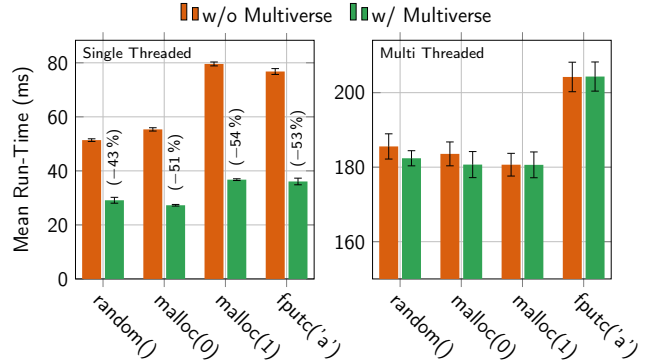 w/o Multiverse w/ Multiverse
Single Threaded
Mean Run-Time (ms)
80
60
40
20
0
(−43 %)
(−51 %)
(−54 %)
(−53 %)
random()
malloc(0)
malloc(1)
fputc('a')
Multi Threaded
200
180
160
random()
malloc(0)
malloc(1)
fputc('a')